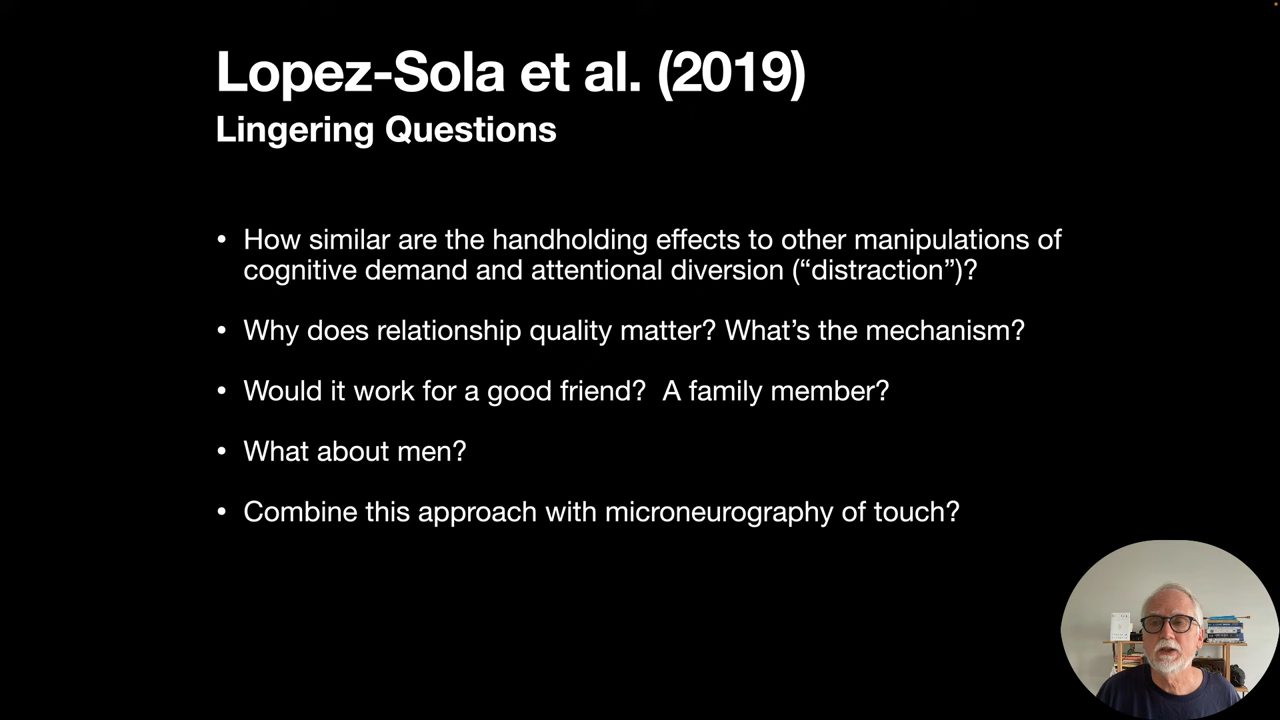 Lopez-Sola et al. (2019)
Lingering Questions
• How similar are the handholding effects to other manipulations of
cognitive demand and attentional diversion (“distraction”)?
• Why does relationship quality matter? What’s the mechanism?
• Would it work for a good friend?  A family member?
• What about men?
• Combine this approach with microneurography of touch?